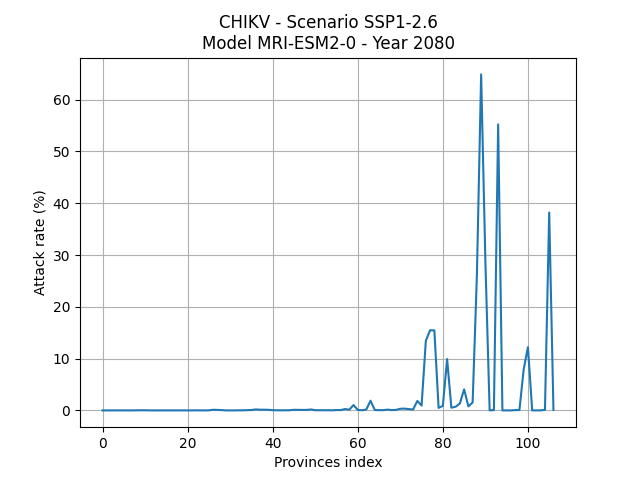 CHIKV - Scenario SSP1-2.6
Model MRI-ESM2-0 - Year 2080
60
50
40
30
20
10
0
Attack rate (%)
0 20 40 60 80 100
Provinces index